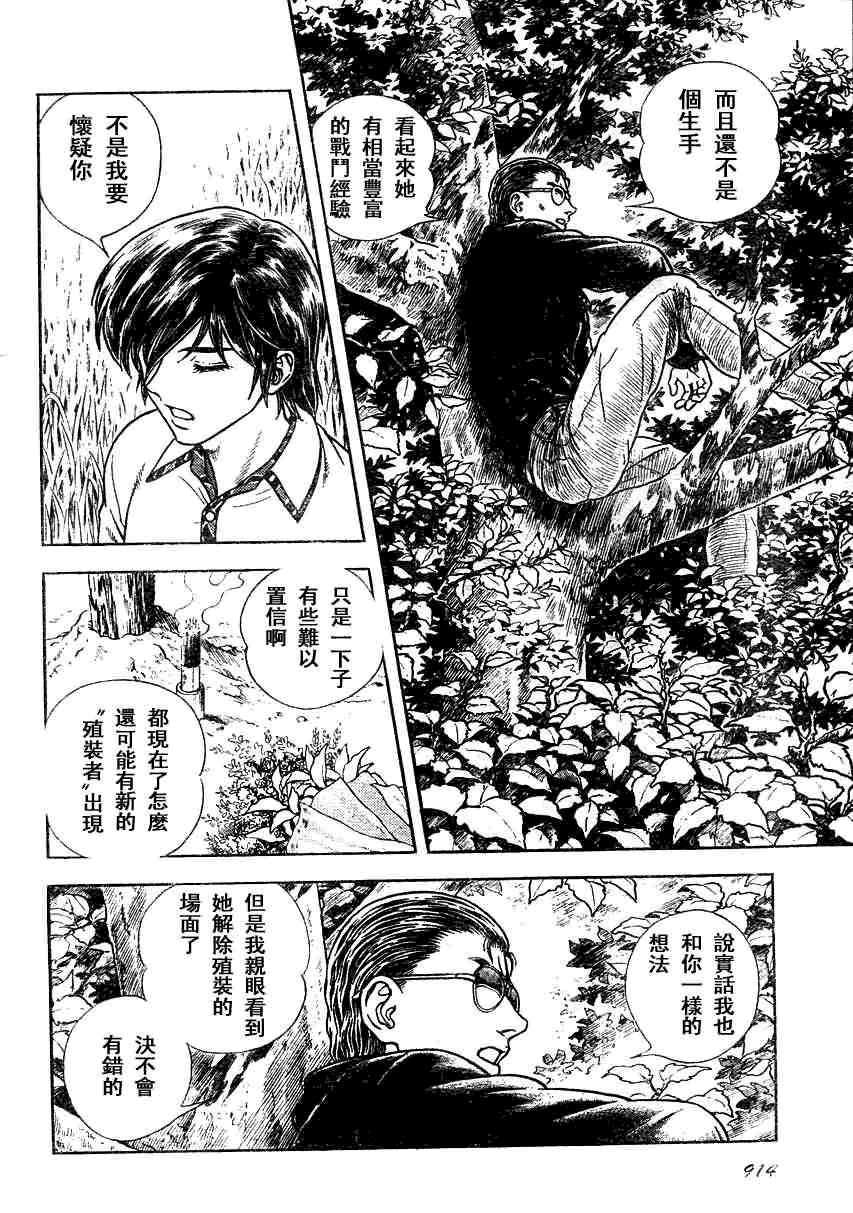 而且還不是
個生手
看起來她
有相當豐富
的戰鬥經驗
不是我要
懷疑你
只是一下子
有些難以
置信啊
都現在了怎麼
還可能有新的
〝殖裝者〞出現
說實話我也
和你一樣的
想法
但是我親眼看到
她解除殖裝的
場面了
決不會
有錯的
914